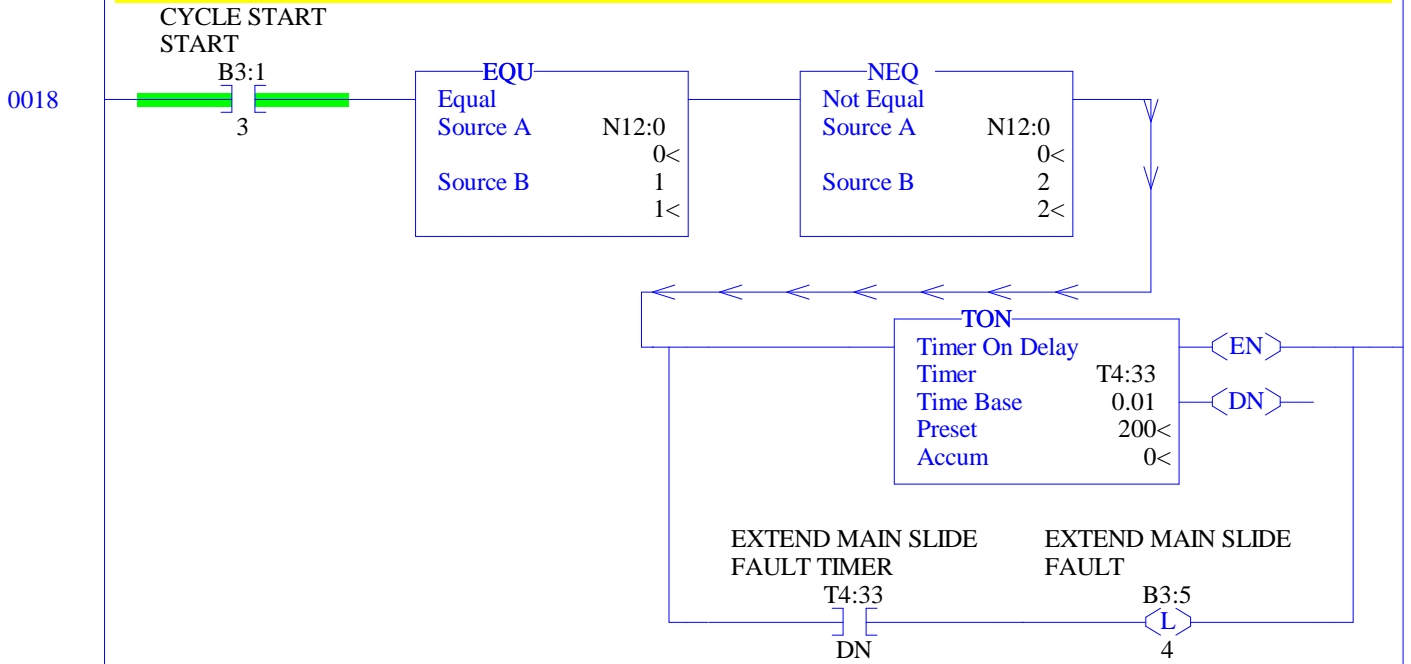 CYCLE START
START
B3:1
3
0018
EQU
Equal
Source A N12:0
0<
Source B 1
1<
NEQ
Not Equal
Source A N12:0
0<
Source B 2
2<
TON
Timer On Delay
Timer T4:33
Time Base 0.01
Preset 200<
Accum 0<
EN
DN
EXTEND MAIN SLIDE
FAULT TIMER
T4:33
DN
EXTEND MAIN SLIDE
FAULT
B3:5
L
4